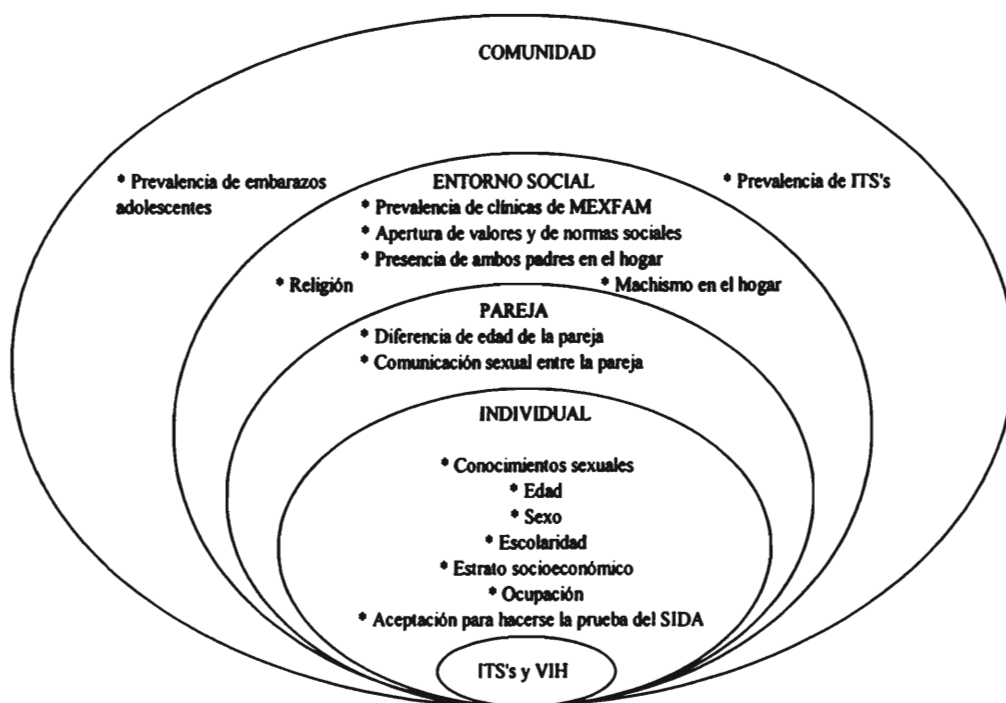 COMUNIDAD
* Prevalencia de embarazos
adolescentes
* Prevalencia de ITS's
ENTORNO SOCIAL
* Prevalencia de clínicas de MEXFAM
* Apertura de valores y de normas sociales
* Presencia de ambos padres en el hogar
* Religión
* Machismo en el hogar
PAREJA
* Diferencia de edad de la pareja
* Comunicación sexual entre la pareja
INDIVIDUAL
* Conocimientos sexuales
* Edad
* Sexo
* Escolaridad
* Estrato socioeconómico
* Ocupación
* Aceptación para hacerse la prueba del SIDA
ITS's y VIH